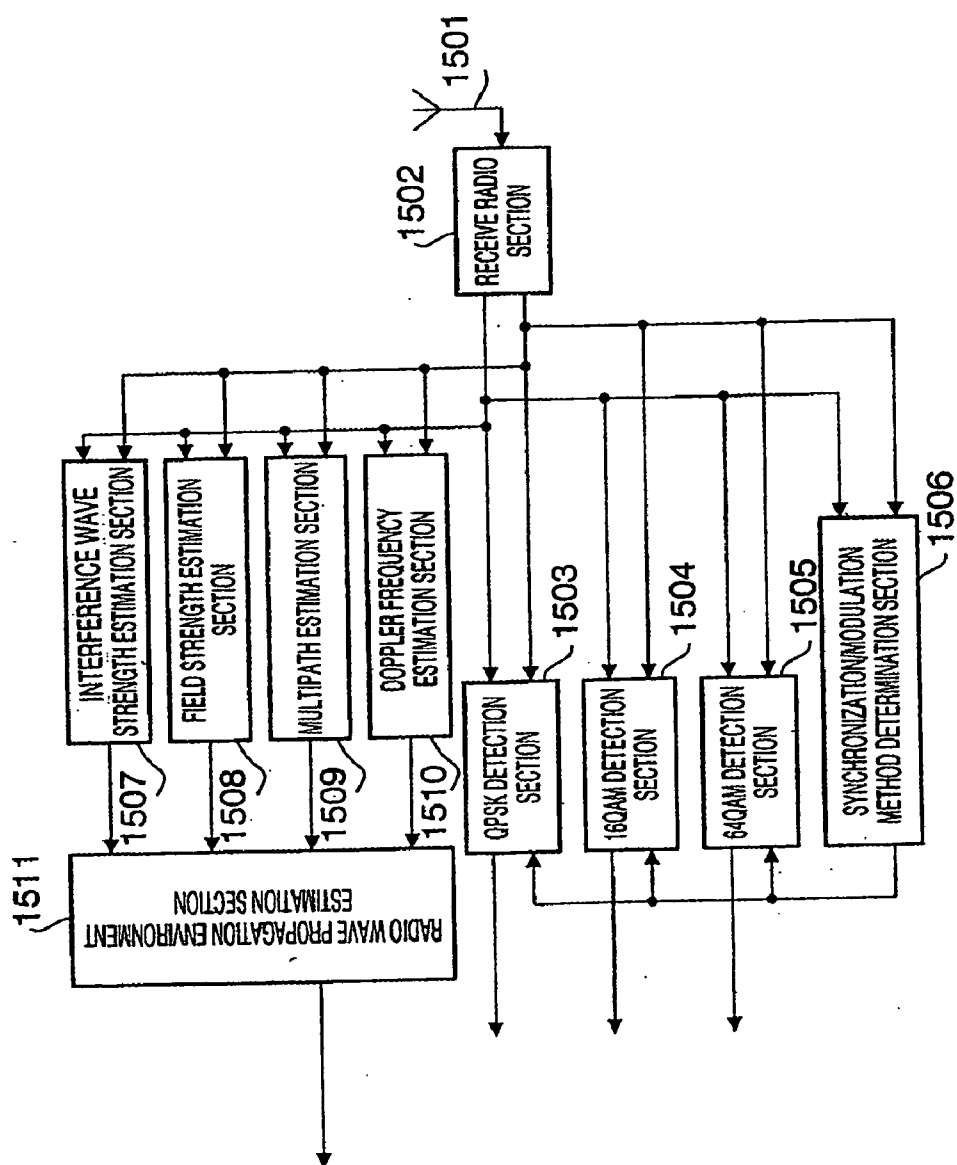 1501
1502
RECEIVE RADIO
SECTION
INTERFERENCE WAVE
STRENGTH ESTIMATION SECTION
1507
FIELD STRENGTH ESTIMATION
SECTION
1508
MULTIPATH ESTIMATION SECTION
1509
DOPPLER FREQUENCY
ESTIMATION SECTION
1510
1511
RADIO WAVE PROPAGATION ENVIRONMENT
ESTIMATION SECTION
QPSK DETECTION
SECTION
1503
16QAM DETECTION
SECTION
1504
64QAM DETECTION
SECTION
1505
SYNCHRONIZATION/MODULATION
METHOD DETERMINATION SECTION
1506